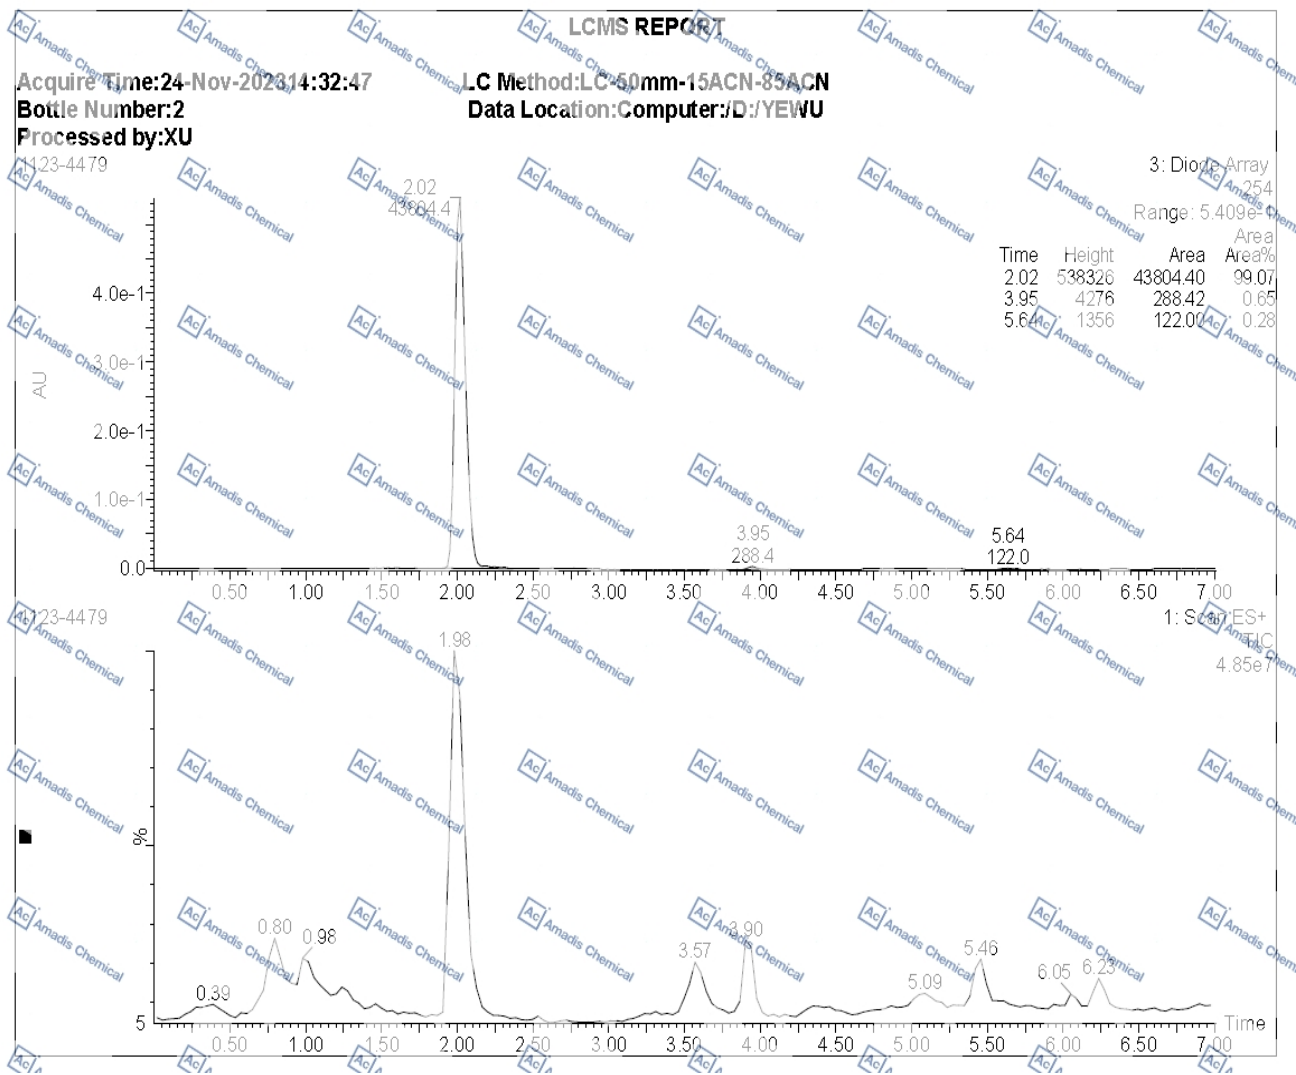 LCMS REPORT
Acquire Time:24-Nov-202314:32:47 LC Method:LC-50mm-15ACN-85ACN
Bottle Number:2 Data Location:Computer:/D:/YEWU
Processed by:XU
1123-4479 3: Diode Array
254
Range: 5.409e-1
Area
Time Height Area Area%
2.02 538326 43804.40 99.07
3.95 4276 288.42 0.65
5.64 1356 122.00 0.28
2.02
43804.4
4.0e-1
3.0e-1
AU
2.0e-1
1.0e-1
3.95
288.4
5.64
122.0
0.0
0.50 1.00 1.50 2.00 2.50 3.00 3.50 4.00 4.50 5.00 5.50 6.00 6.50 7.00
1123-4479 1: Scan ES+
TIC
4.85e7
1.98
%
0.80
0.98
0.39
3.57
3.90
5.09
5.46
6.05
6.23
5
Time
0.50 1.00 1.50 2.00 2.50 3.00 3.50 4.00 4.50 5.00 5.50 6.00 6.50 7.00
Ac Amadis Chemical